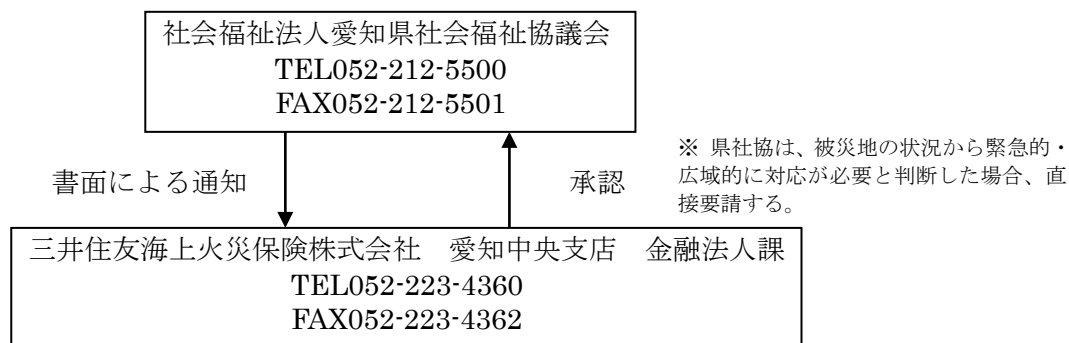 社会福祉法人愛知県社会福祉協議会
TEL052-212-5500
FAX052-212-5501
書面による通知
承認
※ 県社協は、被災地の状況から緊急的・
広域的に対応が必要と判断した場合、直
接要請する。
三井住友海上火災保険株式会社　愛知中央支店　金融法人課
TEL052-223-4360
FAX052-223-4362